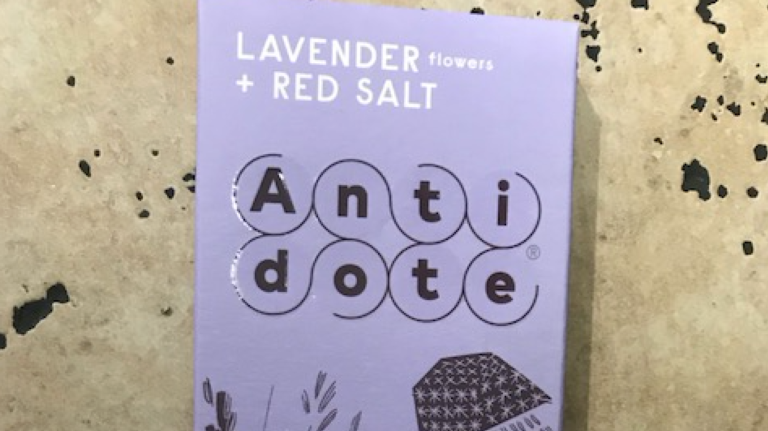 LAVENDER flowers
+ RED SALT
Anti
dote®